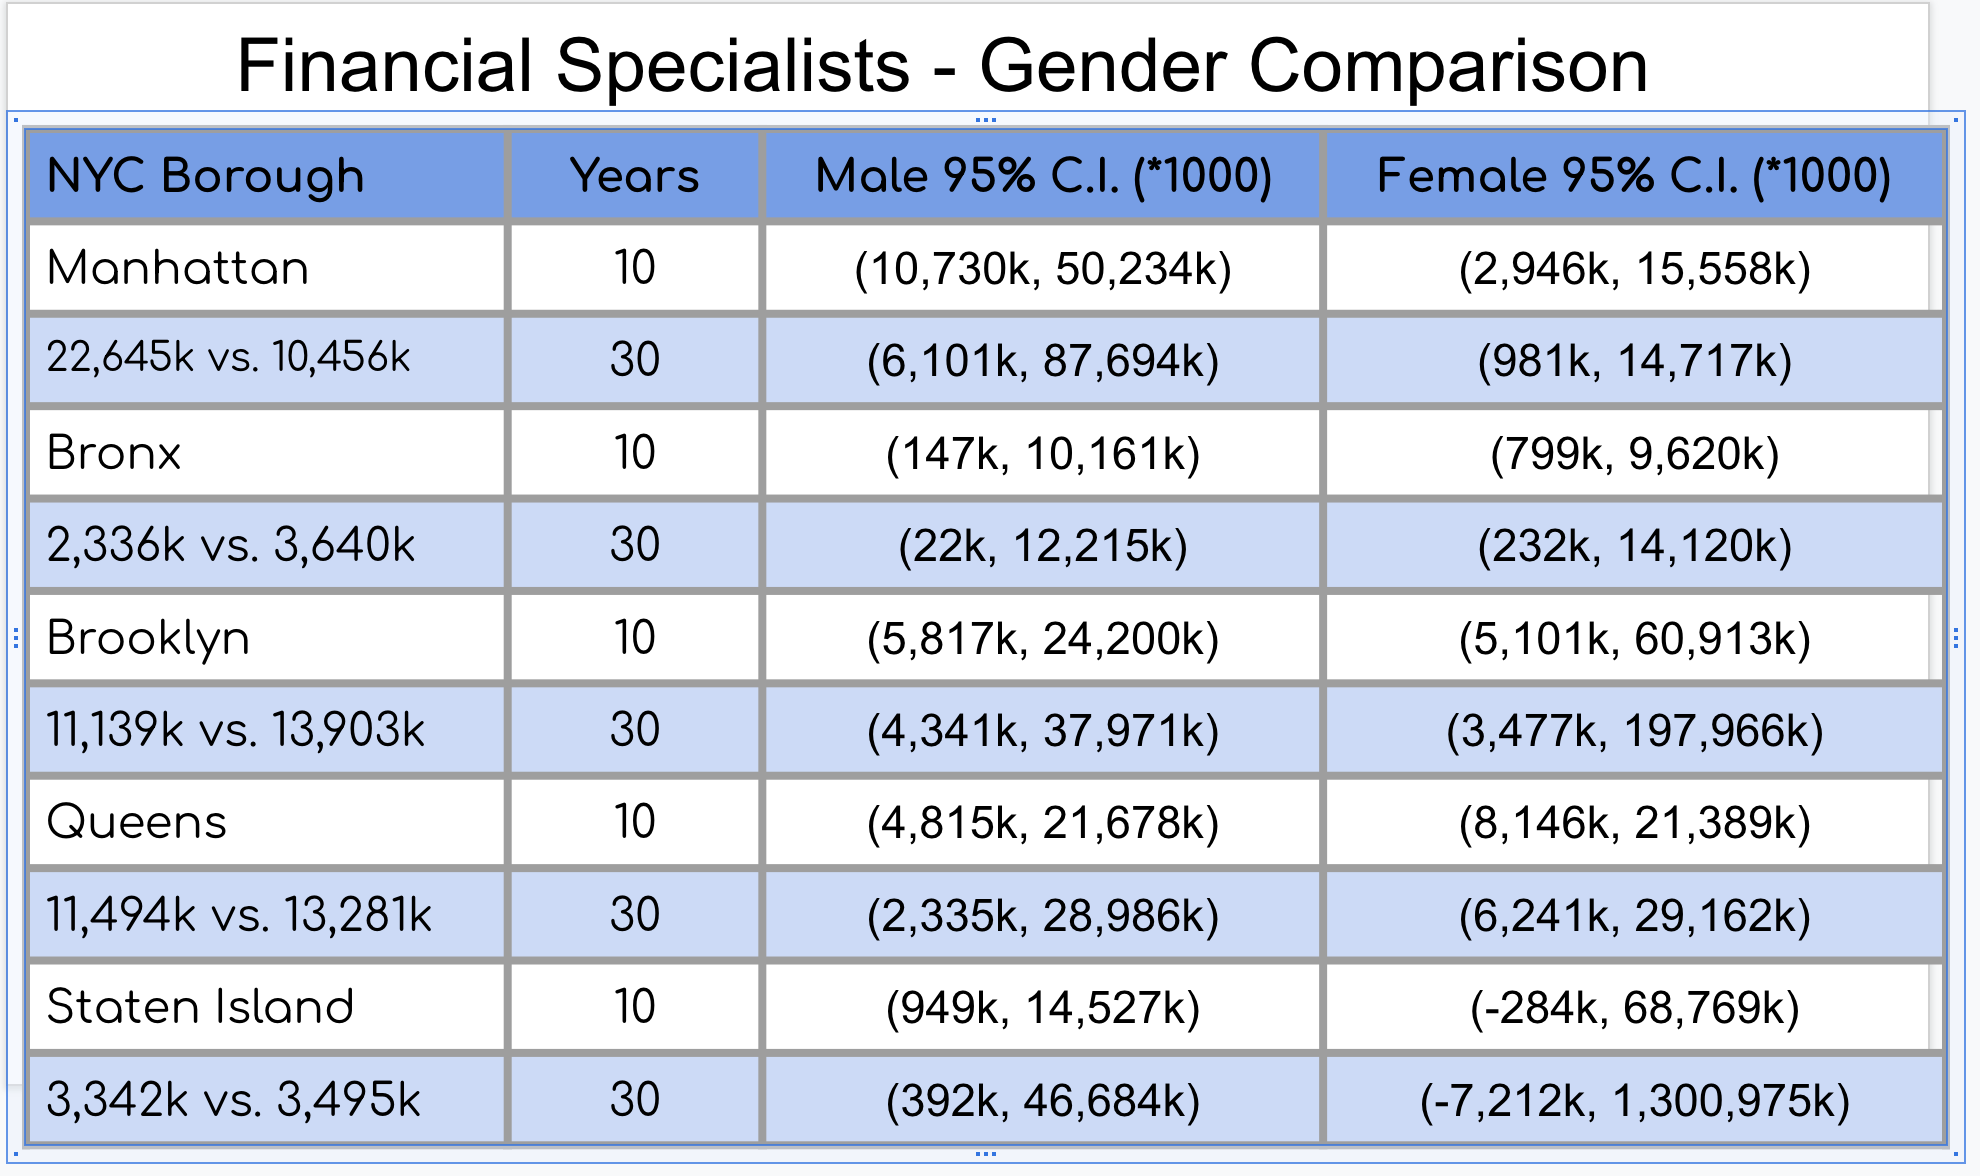 Financial Specialists - Gender Comparison
NYC Borough Years Male 95% C.I. (*1000) Female 95% C.I. (*1000)
Manhattan 10 (10,730k, 50,234k) (2,946k, 15,558k)
22,645k vs. 10,456k 30 (6,101k, 87,694k) (981k, 14,717k)
Bronx 10 (147k, 10,161k) (799k, 9,620k)
2,336k vs. 3,640k 30 (22k, 12,215k) (232k, 14,120k)
Brooklyn 10 (5,817k, 24,200k) (5,101k, 60,913k)
11,139k vs. 13,903k 30 (4,341k, 37,971k) (3,477k, 197,966k)
Queens 10 (4,815k, 21,678k) (8,146k, 21,389k)
11,494k vs. 13,281k 30 (2,335k, 28,986k) (6,241k, 29,162k)
Staten Island 10 (949k, 14,527k) (-284k, 68,769k)
3,342k vs. 3,495k 30 (392k, 46,684k) (-7,212k, 1,300,975k)